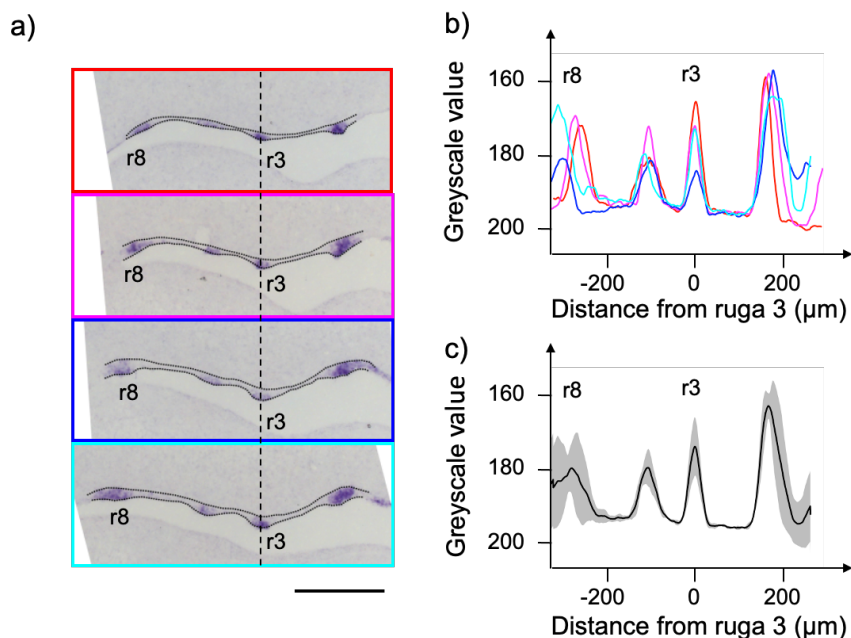 a)
r8
r3
r8
r3
r8
r3
r8
r3
b)
r8
r3
160
180
200
Greyscale value
-200
0
200
Distance from ruga 3 (μm)
c)
r8
r3
160
180
200
Greyscale value
-200
0
200
Distance from ruga 3 (μm)